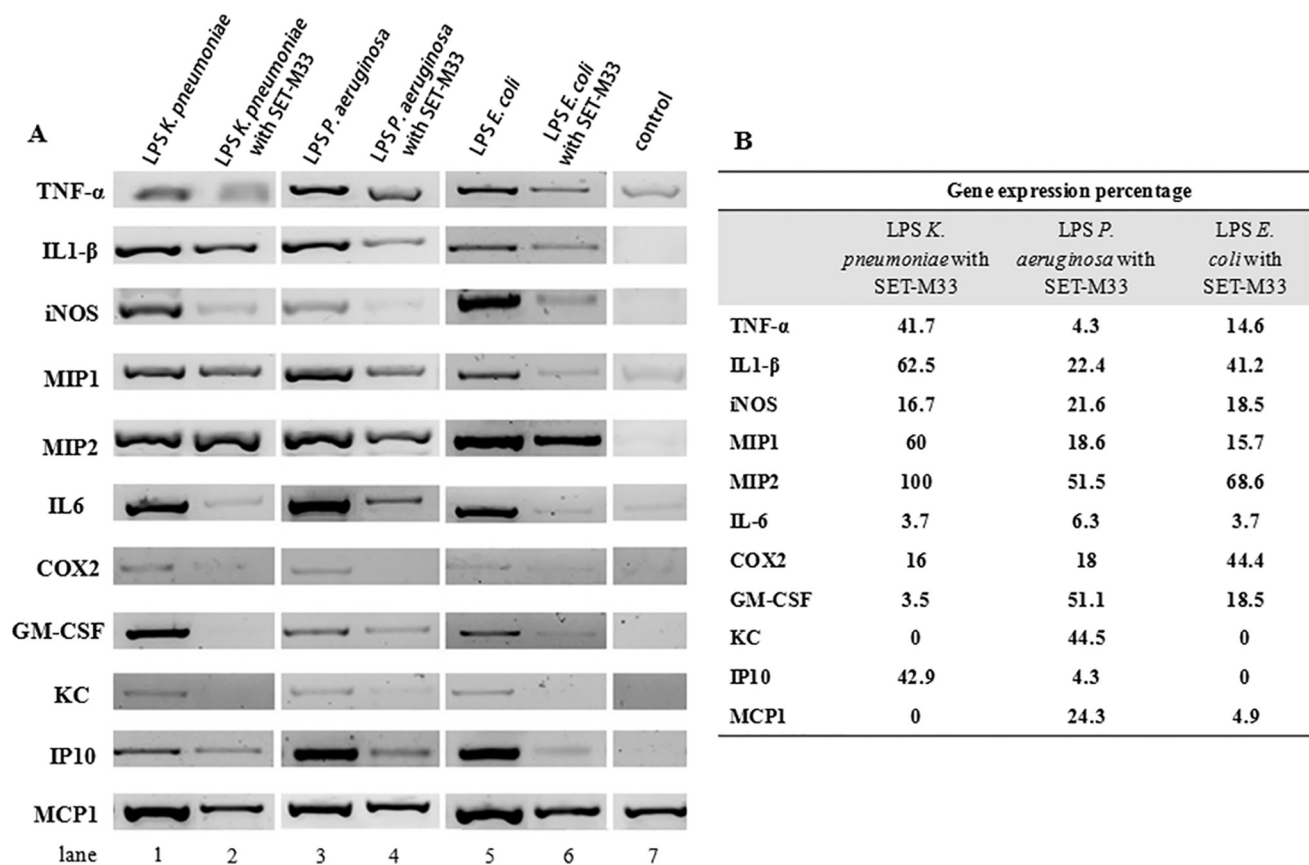 A
LPS K. pneumoniae
LPS K. pneumoniae
with SET-M33
LPS P. aeruginosa
LPS P. aeruginosa
with SET-M33
LPS E. coli
LPS E. coli
with SET-M33
control
TNF-α
IL1-β
iNOS
MIP1
MIP2
IL6
COX2
GM-CSF
KC
IP10
MCP1
lane 1 2 3 4 5 6 7
B
Gene expression percentage
LPS K. LPS P. LPS E.
pneumoniae with aeruginosa with coli with
SET-M33 SET-M33 SET-M33
TNF-α 41.7 4.3 14.6
IL1-β 62.5 22.4 41.2
iNOS 16.7 21.6 18.5
MIP1 60 18.6 15.7
MIP2 100 51.5 68.6
IL-6 3.7 6.3 3.7
COX2 16 18 44.4
GM-CSF 3.5 51.1 18.5
KC 0 44.5 0
IP10 42.9 4.3 0
MCP1 0 24.3 4.9